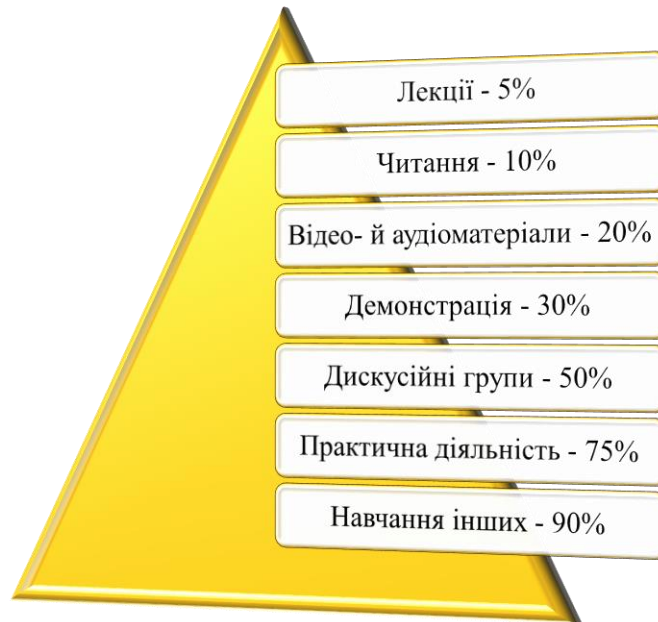 Лекції - 5%
Читання - 10%
Відео- й аудіоматеріали - 20%
Демонстрація - 30%
Дискусійні групи - 50%
Практична діяльність - 75%
Навчання інших - 90%